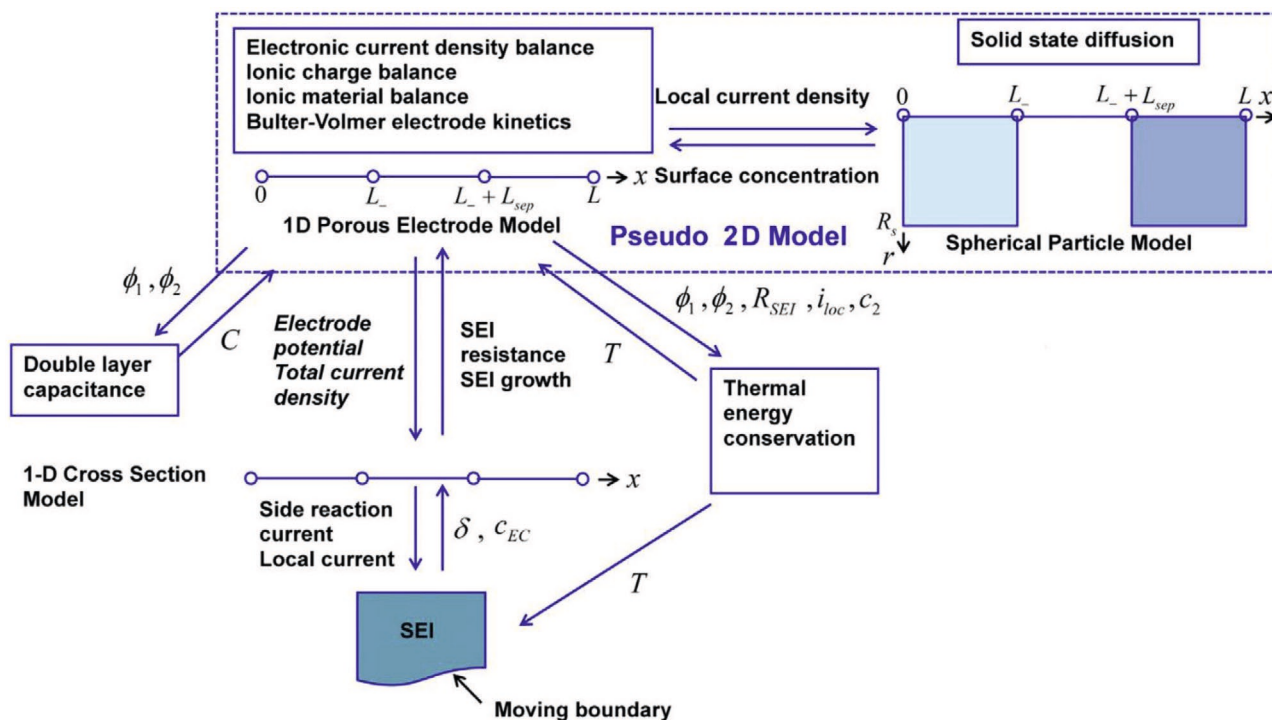 Electronic current density balance
Ionic charge balance
Ionic material balance
Bulter-Volmer electrode kinetics
Solid state diffusion
Local current density
Surface concentration
0 L_ L_ + L_sep L x
R_s
r
Spherical Particle Model
0 L_ L_ + L_sep L x
1D Porous Electrode Model
Pseudo 2D Model
ϕ₁, ϕ₂
C
Double layer
capacitance
Electrode
potential
Total current
density
SEI
resistance
SEI growth
ϕ₁, ϕ₂, R_SEI, i_loc, c₂
T
Thermal
energy
conservation
1-D Cross Section
Model
x
Side reaction
current
Local current
δ, c_EC
T
SEI
Moving boundary